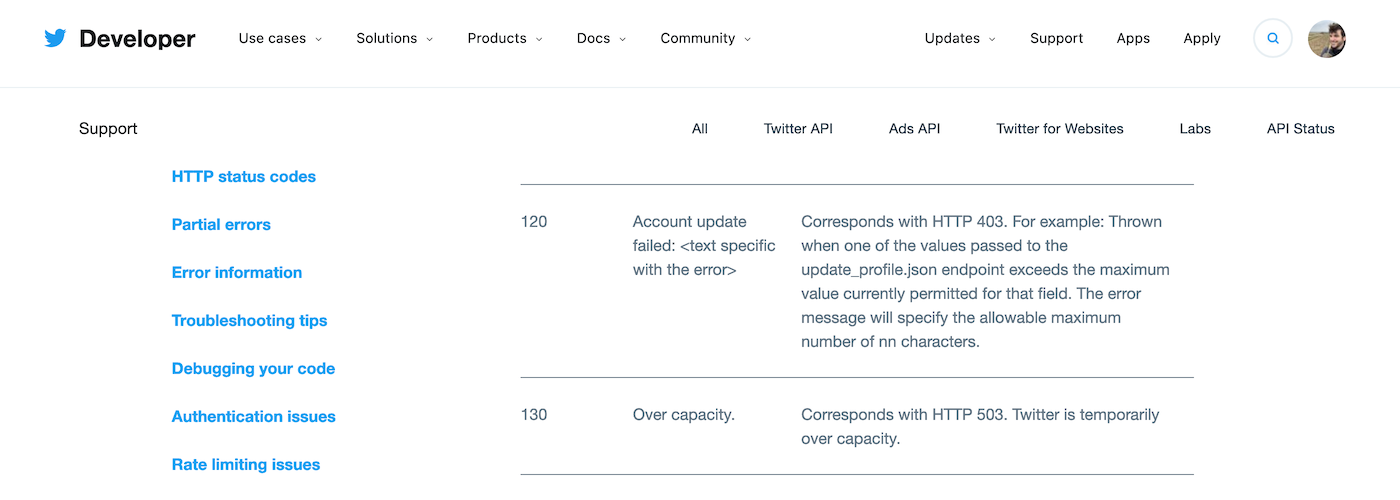 Developer
Use cases
Solutions
Products
Docs
Community
Updates
Support
Apps
Apply
Support
All
Twitter API
Ads API
Twitter for Websites
Labs
API Status
HTTP status codes
Partial errors
Error information
Troubleshooting tips
Debugging your code
Authentication issues
Rate limiting issues
120
Account update
failed: <text specific
with the error>
Corresponds with HTTP 403. For example: Thrown
when one of the values passed to the
update_profile.json endpoint exceeds the maximum
value currently permitted for that field. The error
message will specify the allowable maximum
number of nn characters.
130
Over capacity.
Corresponds with HTTP 503. Twitter is temporarily
over capacity.